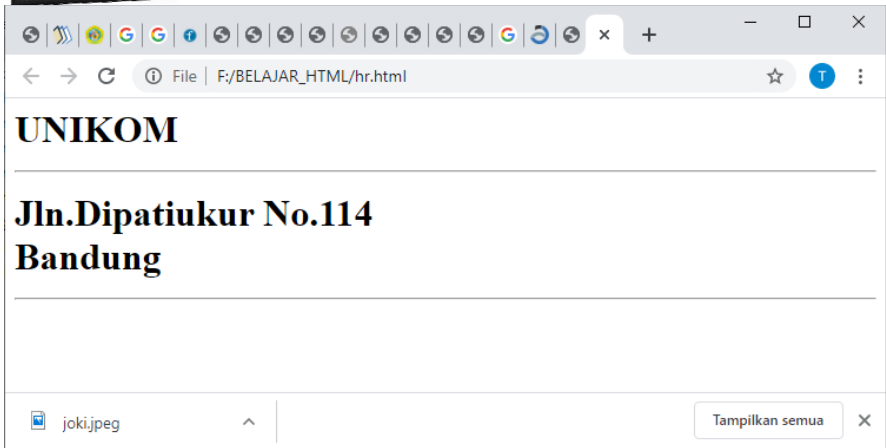 File F:/BELAJAR_HTML/hr.html
T
UNIKOM
Jln.Dipatiukur No.114
Bandung
joki.jpeg
Tampilkan semua